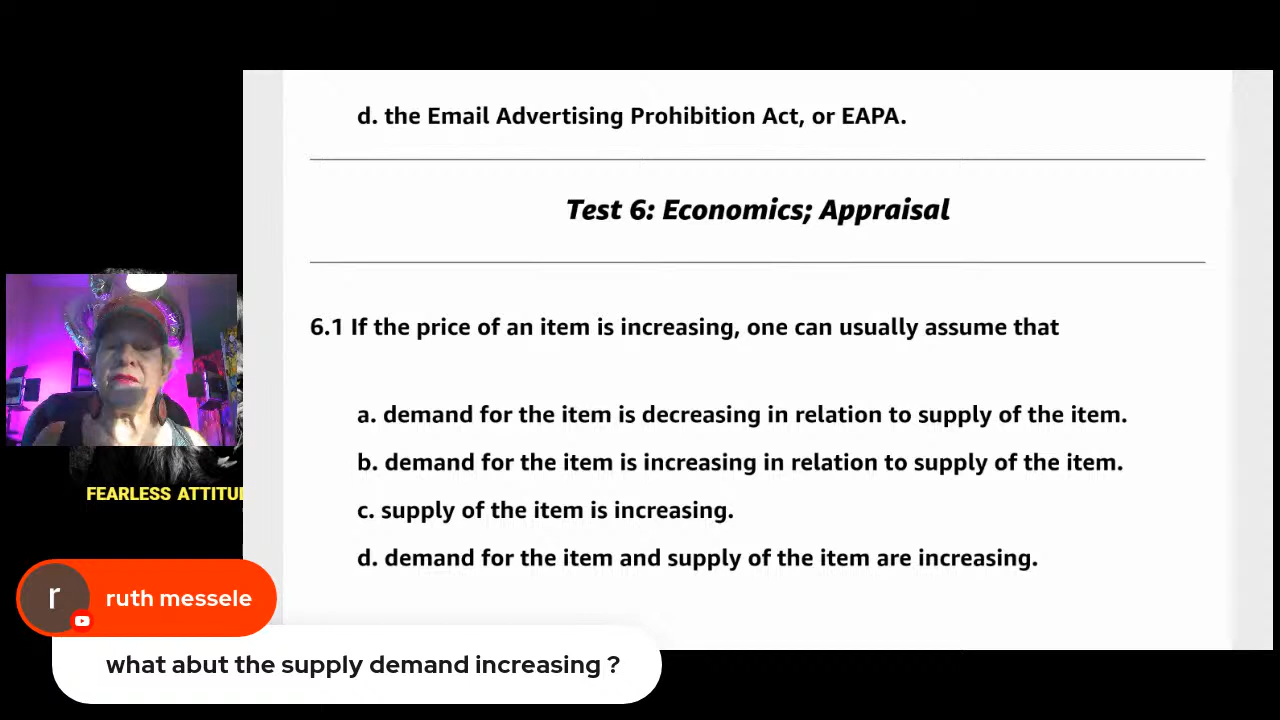 d. the Email Advertising Prohibition Act, or EAPA.
Test 6: Economics; Appraisal
6.1 If the price of an item is increasing, one can usually assume that
a. demand for the item is decreasing in relation to supply of the item.
b. demand for the item is increasing in relation to supply of the item.
c. supply of the item is increasing.
d. demand for the item and supply of the item are increasing.
FEARLESS ATTITU
r
ruth messele
what abut the supply demand increasing ?